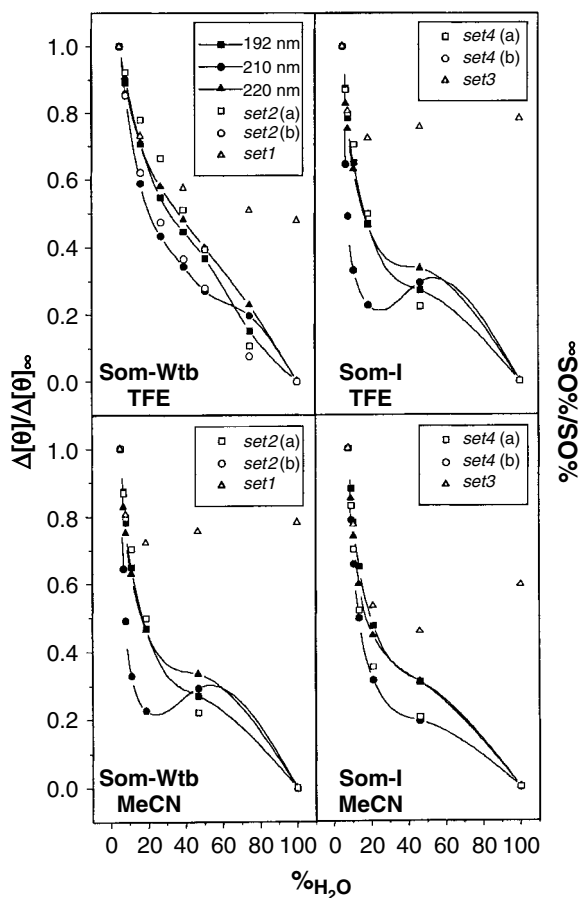 1.0
0.8
0.6
0.4
0.2
0.0
192 nm
210 nm
220 nm
set2 (a)
set2 (b)
set1
Som-Wtb
TFE
set4 (a)
set4 (b)
set3
Som-I
TFE
Δ[θ]/Δ[θ]∞
%OS/%OS∞
1.0
0.8
0.6
0.4
0.2
0.0
set2 (a)
set2 (b)
set1
Som-Wtb
MeCN
set4 (a)
set4 (b)
set3
Som-I
MeCN
0 20 40 60 80 100
0 20 40 60 80 100
%H2O